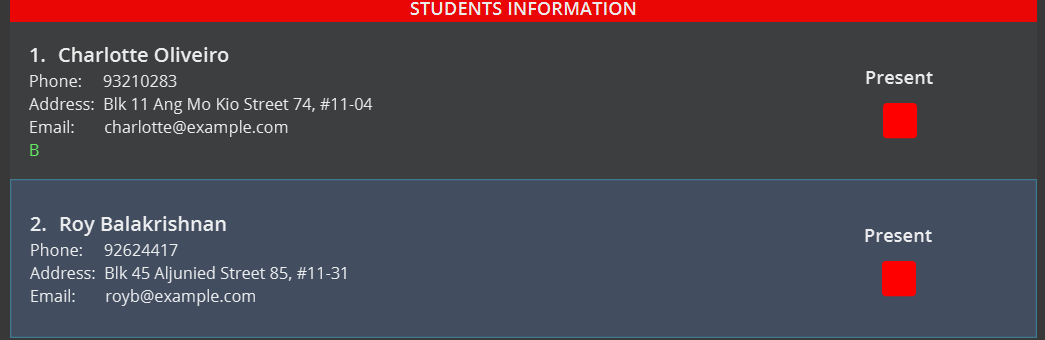 STUDENTS INFORMATION
1. Charlotte Oliveiro
Phone: 93210283
Address: Blk 11 Ang Mo Kio Street 74, #11-04
Email: charlotte@example.com
B
Present
2. Roy Balakrishnan
Phone: 92624417
Address: Blk 45 Aljunied Street 85, #11-31
Email: royb@example.com
Present